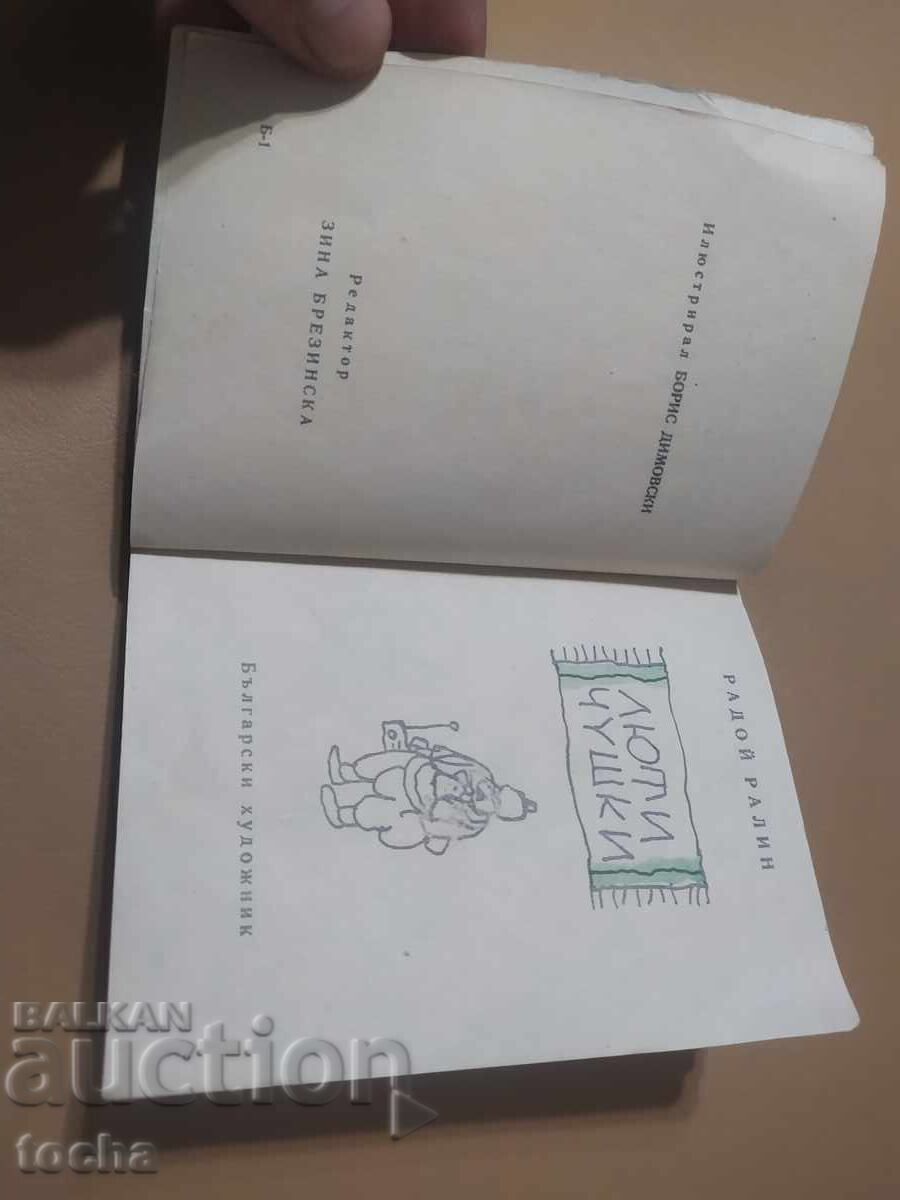 Илюстрирал БОРИС ДИМОВСКИ
Редактор
ЗИНА БРЕЗИНСКА
Б-1
РАДОЙ РАЛИН
ЛЮТИ
ЧУШКИ
Български художник
BALKAN
auction
tocha